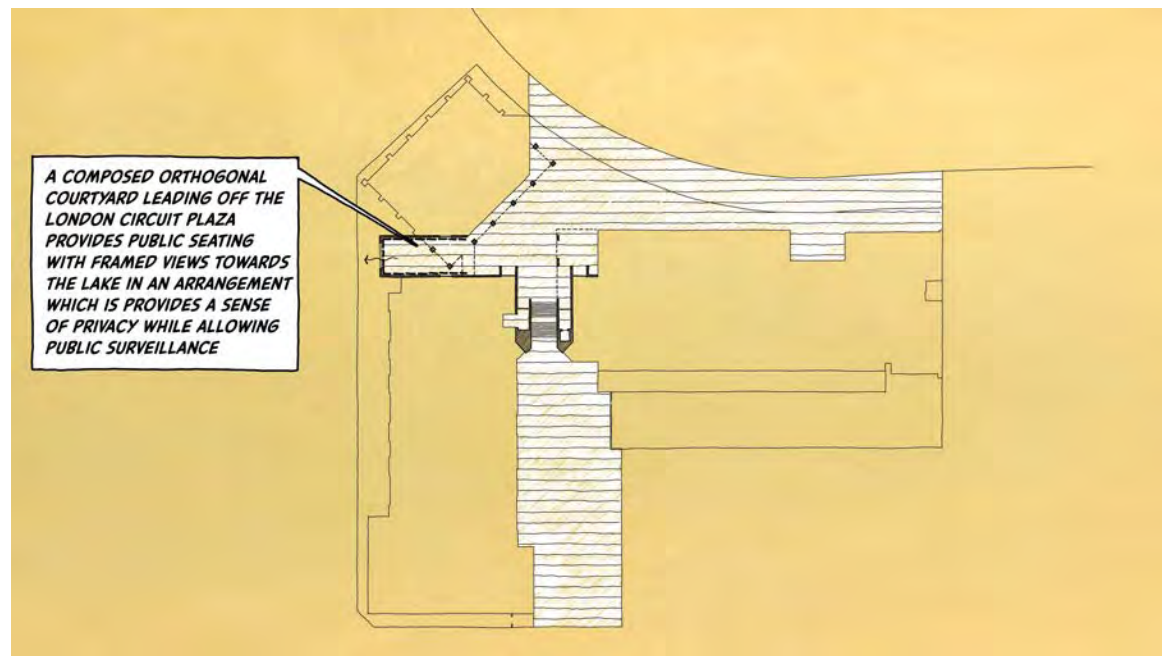 A COMPOSED ORTHOGONAL
COURTYARD LEADING OFF THE
LONDON CIRCUIT PLAZA
PROVIDES PUBLIC SEATING
WITH FRAMED VIEWS TOWARDS
THE LAKE IN AN ARRANGEMENT
WHICH IS PROVIDES A SENSE
OF PRIVACY WHILE ALLOWING
PUBLIC SURVEILLANCE